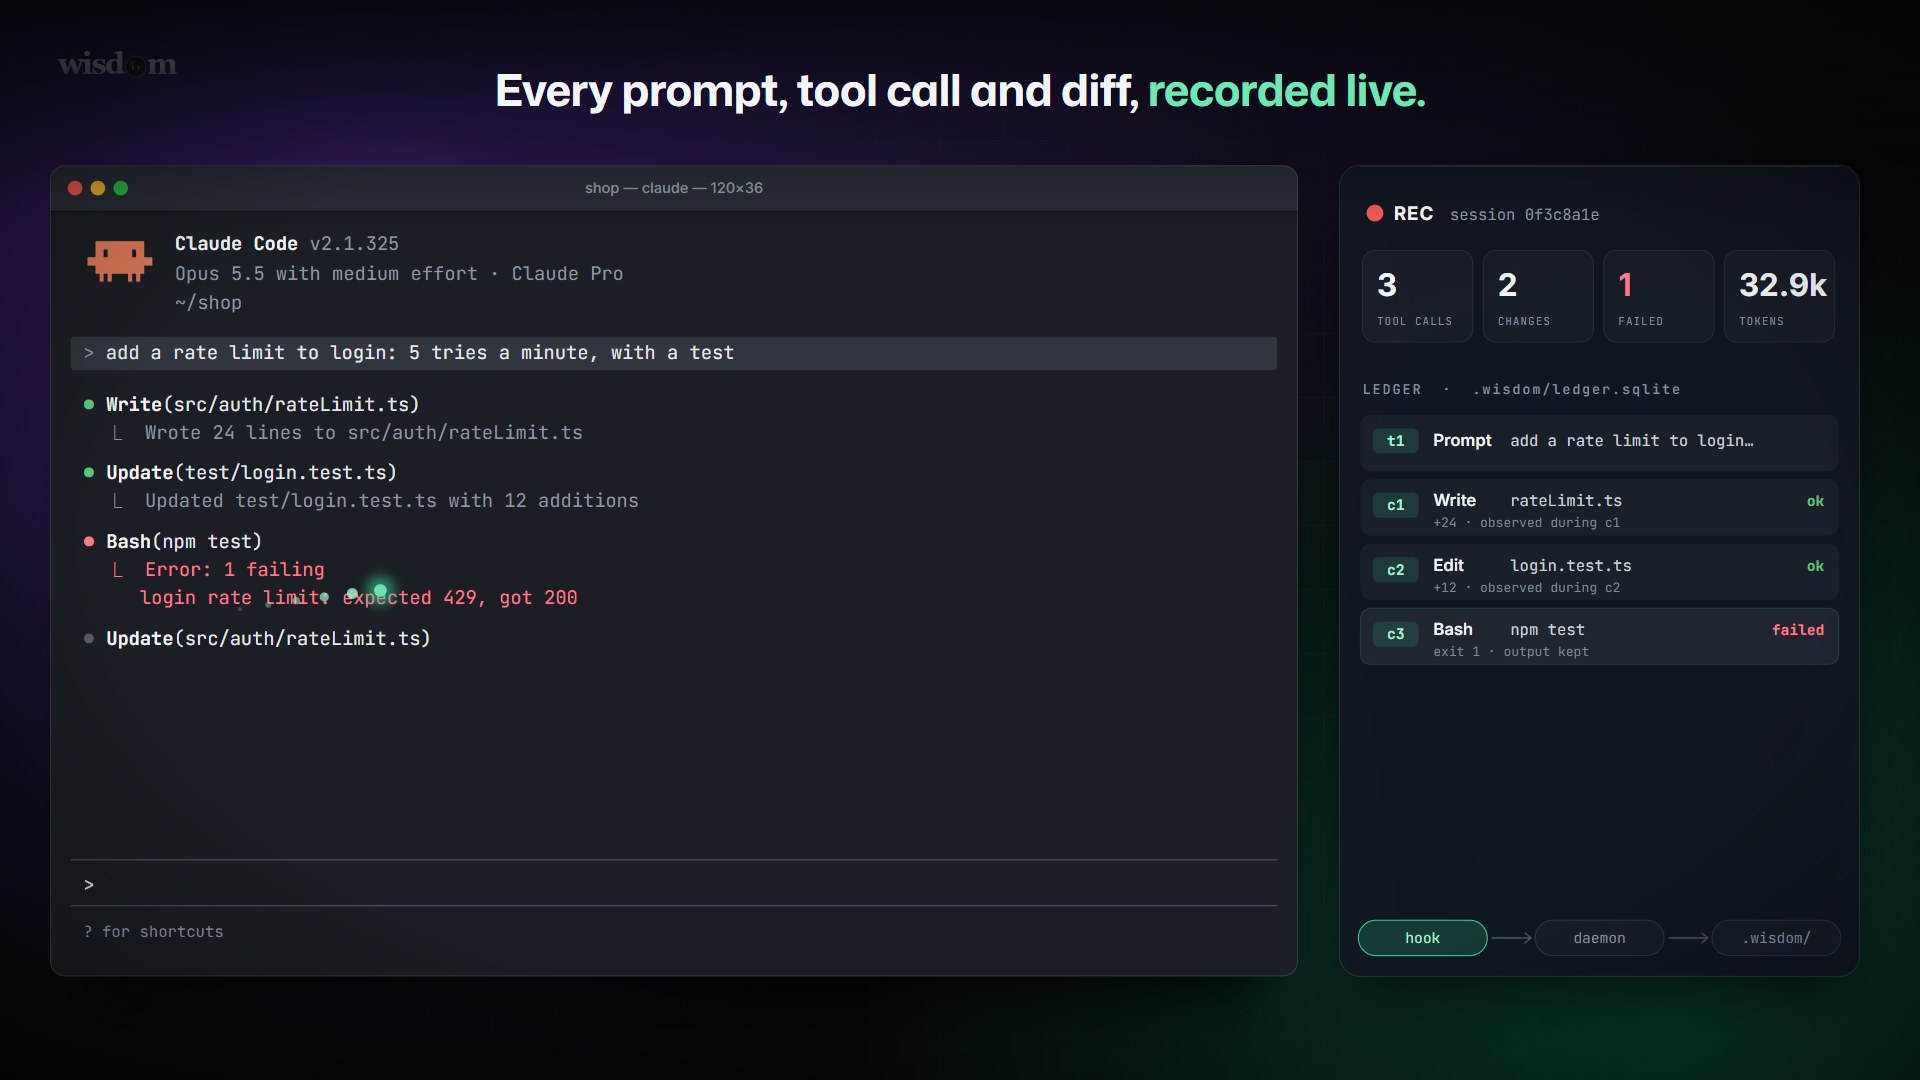 wisdom
Every prompt, tool call and diff, recorded live.
shop — claude — 120×36
Claude Code v2.1.325
Opus 5.5 with medium effort · Claude Pro
~/shop
> add a rate limit to login: 5 tries a minute, with a test
Write(src/auth/rateLimit.ts)
Wrote 24 lines to src/auth/rateLimit.ts
Update(test/login.test.ts)
Updated test/login.test.ts with 12 additions
Bash(npm test)
Error: 1 failing
login rate limit: expected 429, got 200
Update(src/auth/rateLimit.ts)
>
? for shortcuts
REC session 0f3c8a1e
3 2 1 32.9k
TOOL CALLS CHANGES FAILED TOKENS
LEDGER · .wisdom/ledger.sqlite
t1 Prompt add a rate limit to login…
c1 Write rateLimit.ts ok
+24 · observed during c1
c2 Edit login.test.ts ok
+12 · observed during c2
c3 Bash npm test failed
exit 1 · output kept
hook daemon .wisdom/